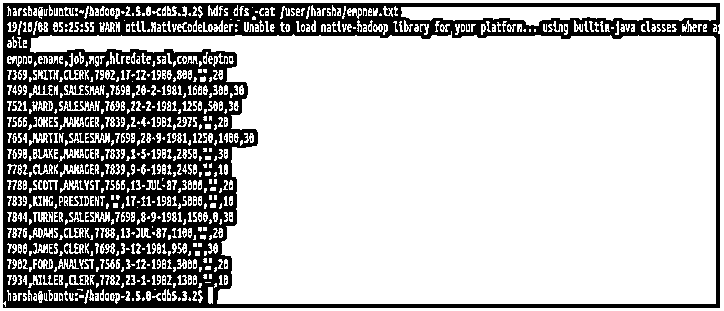 harsha@ubuntu:~/hadoop-2.5.0-cdh5.3.2$ hdfs dfs -cat /user/harsha/empnew.txt
19/10/08 05:25:55 WARN util.NativeCodeLoader: Unable to load native-hadoop library for your platform... using builtin-java classes where ap
able
empno,ename,job,mgr,hiredate,sal,comm,deptno
7369,SMITH,CLERK,7902,17-12-1980,800,"",20
7499,ALLEN,SALESMAN,7698,20-2-1981,1600,300,30
7521,WARD,SALESMAN,7698,22-2-1981,1250,500,30
7566,JONES,MANAGER,7839,2-4-1981,2975,"",20
7654,MARTIN,SALESMAN,7698,28-9-1981,1250,1400,30
7698,BLAKE,MANAGER,7839,1-5-1981,2850,"",30
7782,CLARK,MANAGER,7839,9-6-1981,2450,"",10
7788,SCOTT,ANALYST,7566,13-JUL-87,3000,"",20
7839,KING,PRESIDENT,"",17-11-1981,5000,"",10
7844,TURNER,SALESMAN,7698,8-9-1981,1500,0,30
7876,ADAMS,CLERK,7788,13-JUL-87,1100,"",20
7900,JAMES,CLERK,7698,3-12-1981,950,"",30
7902,FORD,ANALYST,7566,3-12-1981,3000,"",20
7934,MILLER,CLERK,7782,23-1-1982,1300,"",10
harsha@ubuntu:~/hadoop-2.5.0-cdh5.3.2$